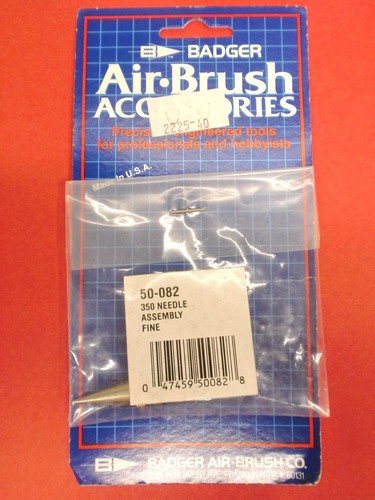 BADGER
Air·Brush
ACCESSORIES
2225-40
Precision engineered tools
for professionals and hobbyists
Made in U.S.A.
50-082
350 NEEDLE
ASSEMBLY
FINE
0 47459 50082 8
BADGER AIR-BRUSH CO.
60131